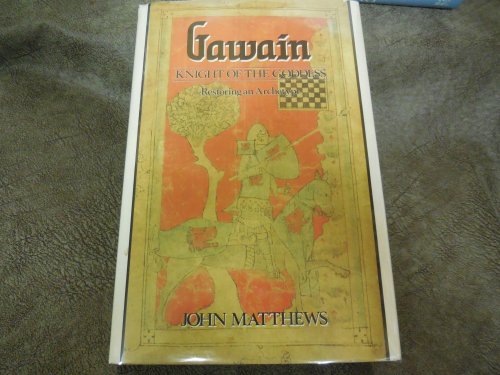 Gawain
KNIGHT OF THE GODDESS
Restoring an Archetype
JOHN MATTHEWS